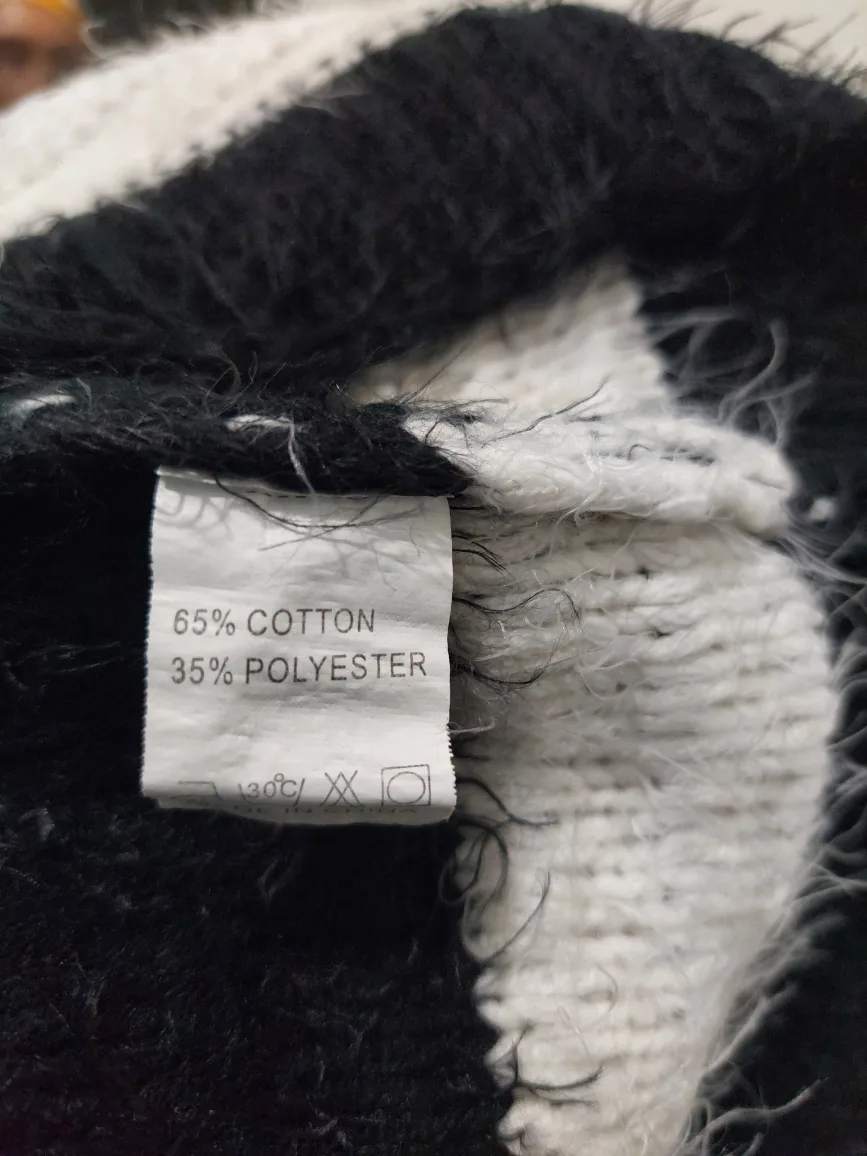 65% COTTON
35% POLYESTER
30℃